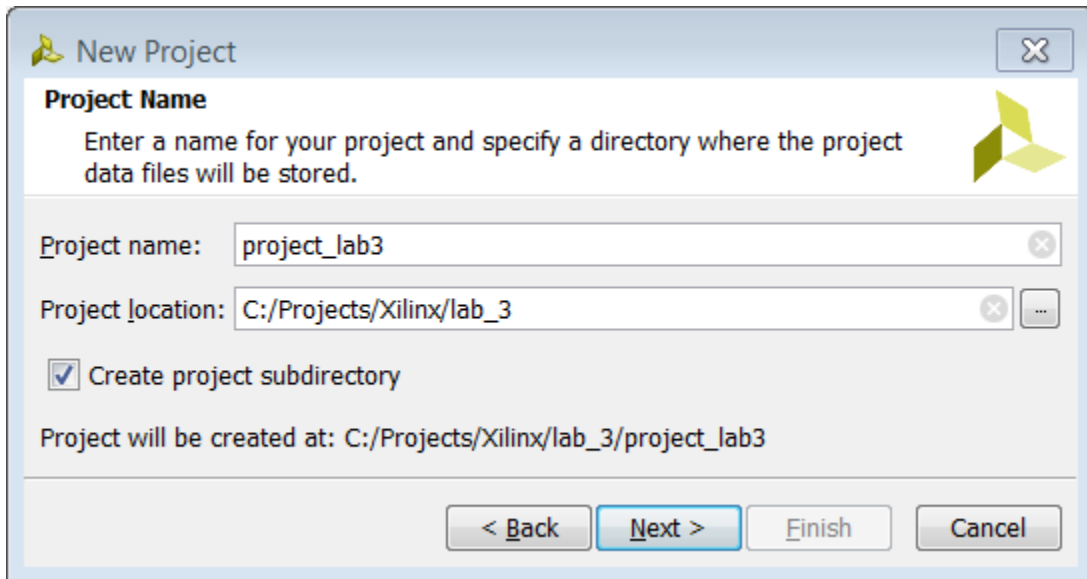 New Project
Project Name
Enter a name for your project and specify a directory where the project
data files will be stored.
Project name: project_lab3
Project location: C:/Projects/Xilinx/lab_3 ...
Create project subdirectory
Project will be created at: C:/Projects/Xilinx/lab_3/project_lab3
< Back Next > Finish Cancel